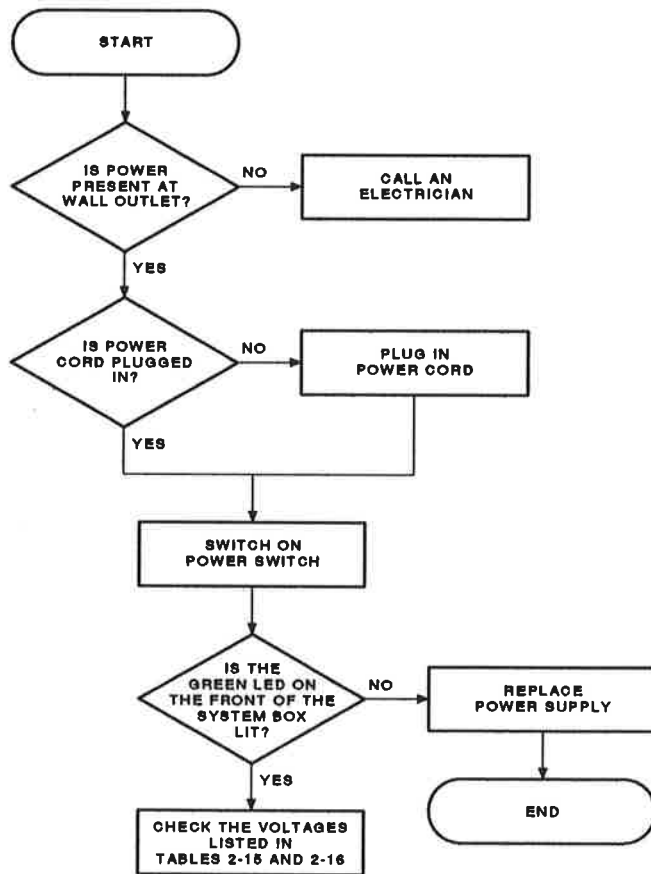 START
IS POWER
PRESENT AT
WALL OUTLET?
NO
CALL AN
ELECTRICIAN
YES
IS POWER
CORD PLUGGED
IN?
NO
PLUG IN
POWER CORD
YES
SWITCH ON
POWER SWITCH
IS THE
GREEN LED ON
THE FRONT OF THE
SYSTEM BOX
LIT?
NO
REPLACE
POWER SUPPLY
YES
END
CHECK THE VOLTAGES
LISTED IN
TABLES 2-15 AND 2-16